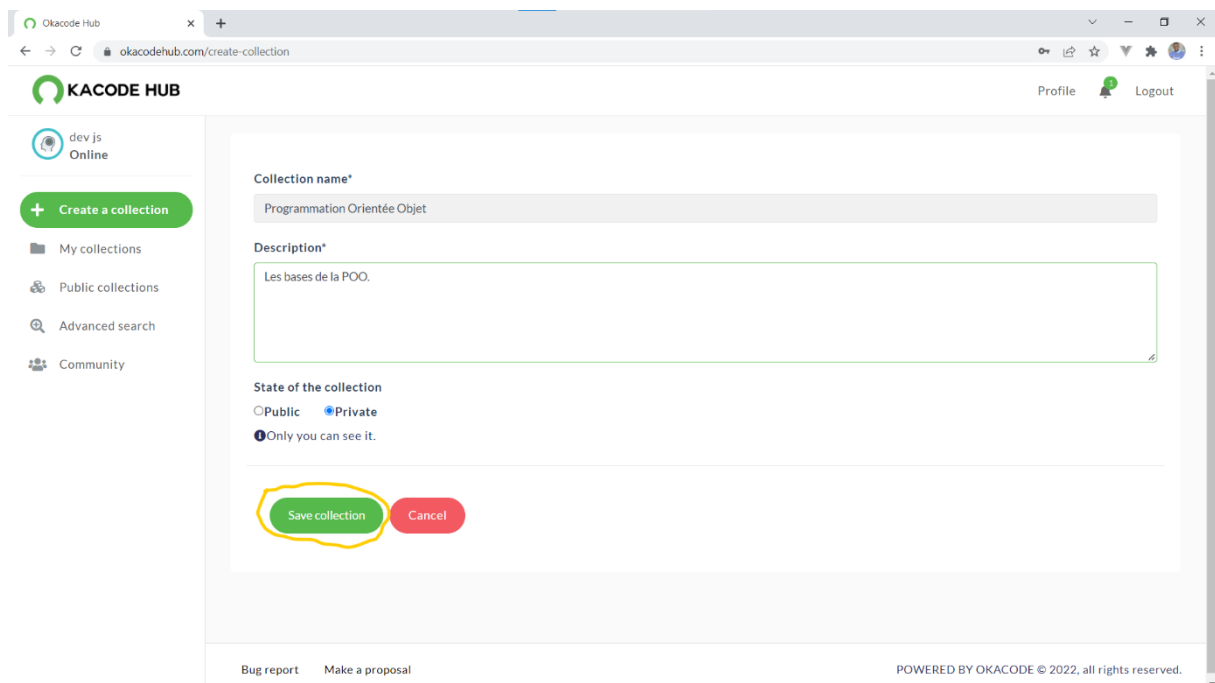 Okacode Hub
okacodehub.com/create-collection
KACODE HUB
Profile
1
Logout
dev js
Online
Create a collection
My collections
Public collections
Advanced search
Community
Collection name*
Programmation Orientée Objet
Description*
Les bases de la POO.
State of the collection
Public Private
Only you can see it.
Save collection Cancel
Bug report Make a proposal
POWERED BY OKACODE © 2022, all rights reserved.